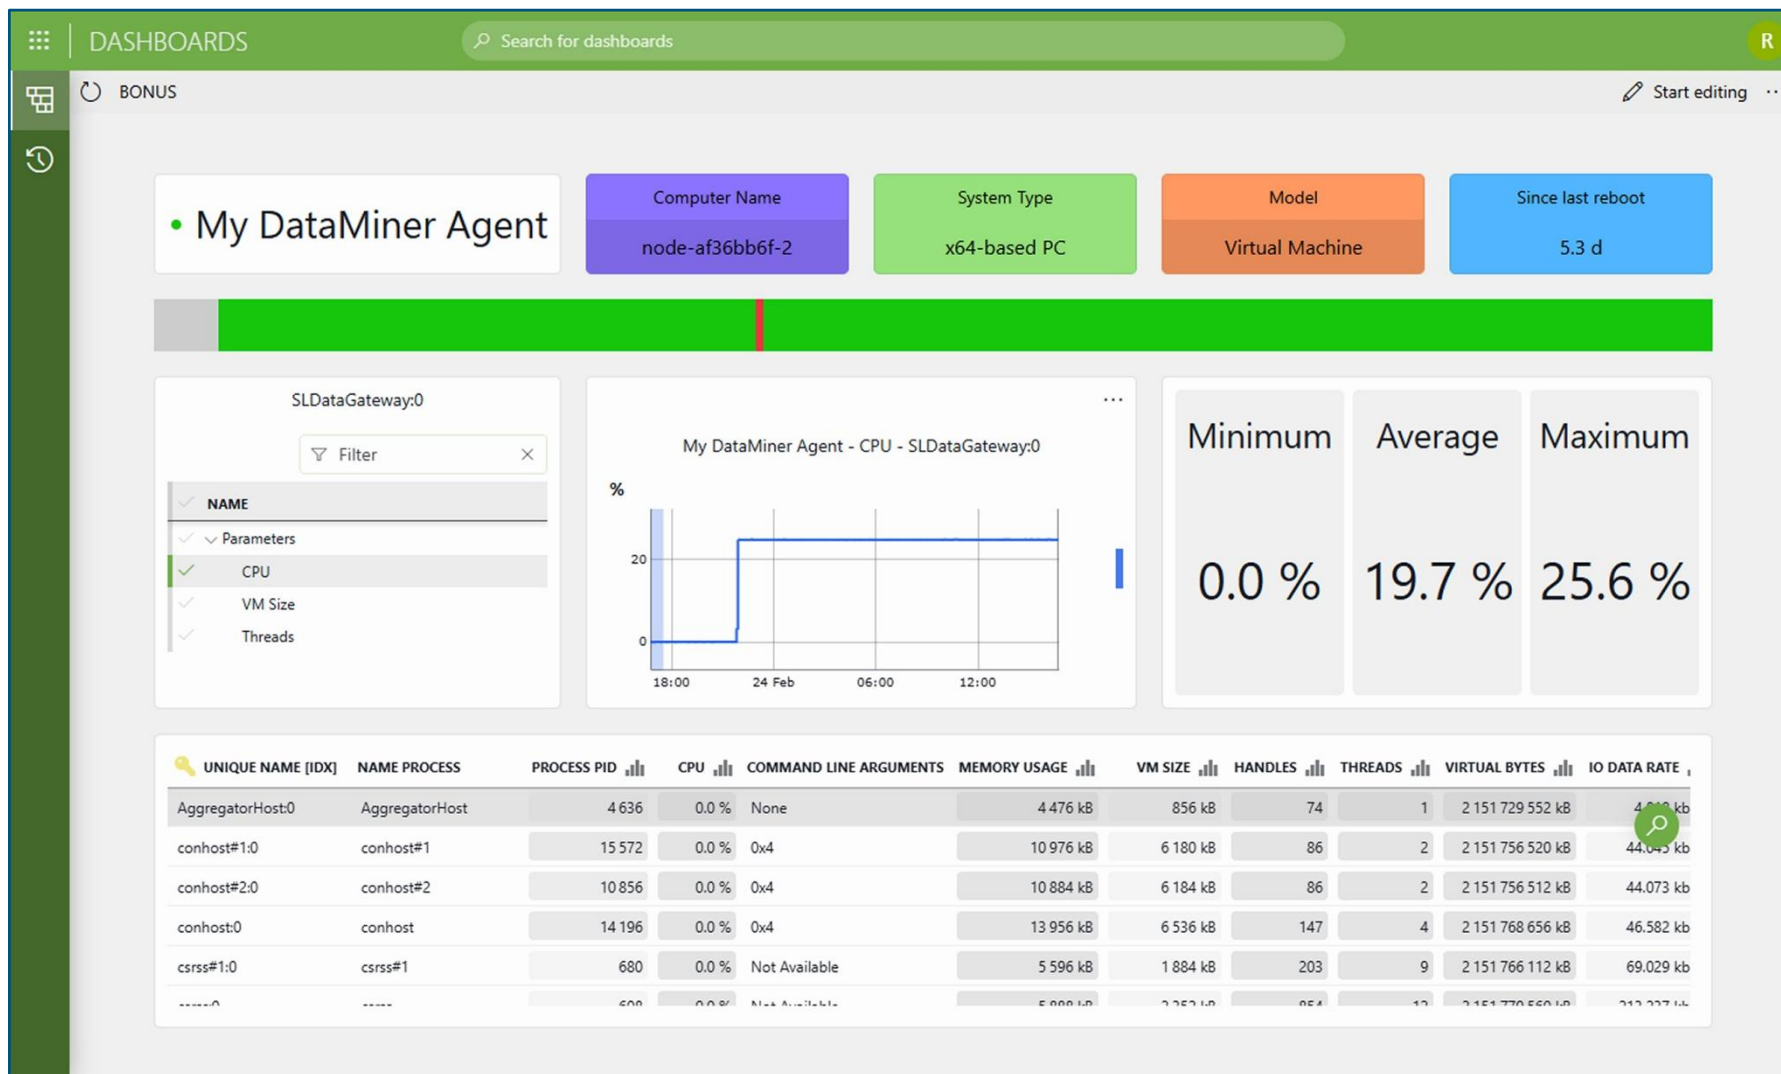 DASHBOARDS
Search for dashboards
R
BONUS
Start editing
My DataMiner Agent
Computer Name
node-af36bb6f-2
System Type
x64-based PC
Model
Virtual Machine
Since last reboot
5.3 d
SLDataGateway:0
Filter
NAME
Parameters
CPU
VM Size
Threads
My DataMiner Agent - CPU - SLDataGateway:0
%
20
0
18:00 24 Feb 06:00 12:00
Minimum Average Maximum
0.0 % 19.7 % 25.6 %
UNIQUE NAME [IDX] NAME PROCESS PROCESS PID CPU COMMAND LINE ARGUMENTS MEMORY USAGE VM SIZE HANDLES THREADS VIRTUAL BYTES IO DATA RATE
AggregatorHost:0 AggregatorHost 4 636 0.0 % None 4 476 kB 856 kB 74 1 2 151 729 552 kB kb
conhost#1:0 conhost#1 15 572 0.0 % 0x4 10 976 kB 6 180 kB 86 2 2 151 756 520 kB kb
conhost#2:0 conhost#2 10 856 0.0 % 0x4 10 884 kB 6 184 kB 86 2 2 151 756 512 kB 44.073 kb
conhost:0 conhost 14 196 0.0 % 0x4 13 956 kB 6 536 kB 147 4 2 151 768 656 kB 46.582 kb
csrss#1:0 csrss#1 680 0.0 % Not Available 5 596 kB 1 884 kB 203 9 2 151 766 112 kB 69.029 kb